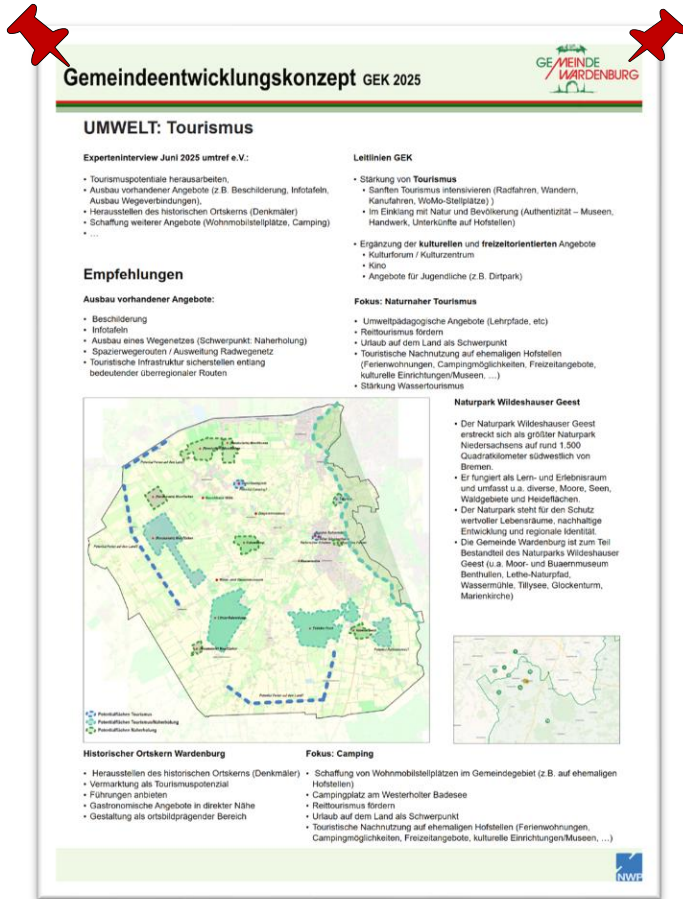 Gemeindeentwicklungskonzept GEK 2025
GEMEINDE
WARDENBURG
UMWELT: Tourismus
Experteninterview Juni 2025 umtref e.V.:
• Tourismuspotentiale herausarbeiten,
• Ausbau vorhandener Angebote (z.B. Beschilderung, Infotafeln,
Ausbau Wegeverbindungen),
• Herausstellen des historischen Ortskerns (Denkmäler)
• Schaffung weiterer Angebote (Wohnmobilstellplätze, Camping)
• …
Empfehlungen
Ausbau vorhandener Angebote:
• Beschilderung
• Infotafeln
• Ausbau eines Wegenetzes (Schwerpunkt: Naherholung)
• Spazierwegerouten / Ausweitung Radwegenetz
• Touristische Infrastruktur sicherstellen entlang
bedeutender überregionaler Routen
Leitlinien GEK
• Stärkung von Tourismus
• Sanften Tourismus intensivieren (Radfahren, Wandern,
Kanufahren, WoMo-Stellplätze) )
• Im Einklang mit Natur und Bevölkerung (Authentizität – Museen,
Handwerk, Unterkünfte auf Hofstellen)
• Ergänzung der kulturellen und freizeitorientierten Angebote
• Kulturforum / Kulturzentrum
• Kino
• Angebote für Jugendliche (z.B. Dirtpark)
Fokus: Naturnaher Tourismus
• Umweltpädagogische Angebote (Lehrpfade, etc)
• Reittourismus fördern
• Urlaub auf dem Land als Schwerpunkt
• Touristische Nachnutzung auf ehemaligen Hofstellen
(Ferienwohnungen, Campingmöglichkeiten, Freizeitangebote,
kulturelle Einrichtungen/Museen, …)
• Stärkung Wassertourismus
Naturpark Wildeshauser Geest
• Der Naturpark Wildeshauser Geest
erstreckt sich als größter Naturpark
Niedersachsens auf rund 1.500
Quadratkilometer südwestlich von
Bremen.
• Er fungiert als Lern- und Erlebnisraum
und umfasst u.a. diverse, Moore, Seen,
Waldgebiete und Heideflächen.
• Der Naturpark steht für den Schutz
wertvoller Lebensräume, nachhaltige
Entwicklung und regionale Identität.
• Die Gemeinde Wardenburg ist zum Teil
Bestandteil des Naturparks Wildeshauser
Geest (u.a. Moor- und Buaernmuseum
Benthullen, Lethe-Naturpfad,
Wassermühle, Tillysee, Glockenturm,
Marienkirche)
Potentialflächen Tourismus
Potentialflächen Tourismus/Naherholung
Potentialflächen Naherholung
Historischer Ortskern Wardenburg
• Herausstellen des historischen Ortskerns (Denkmäler)
• Vermarktung als Tourismuspotenzial
• Führungen anbieten
• Gastronomische Angebote in direkter Nähe
• Gestaltung als ortsbildprägender Bereich
Fokus: Camping
• Schaffung von Wohnmobilstellplätzen im Gemeindegebiet (z.B. auf ehemaligen
Hofstellen)
• Campingplatz am Westerholter Badesee
• Reittourismus fördern
• Urlaub auf dem Land als Schwerpunkt
• Touristische Nachnutzung auf ehemaligen Hofstellen (Ferienwohnungen,
Campingmöglichkeiten, Freizeitangebote, kulturelle Einrichtungen/Museen, …)
NWP